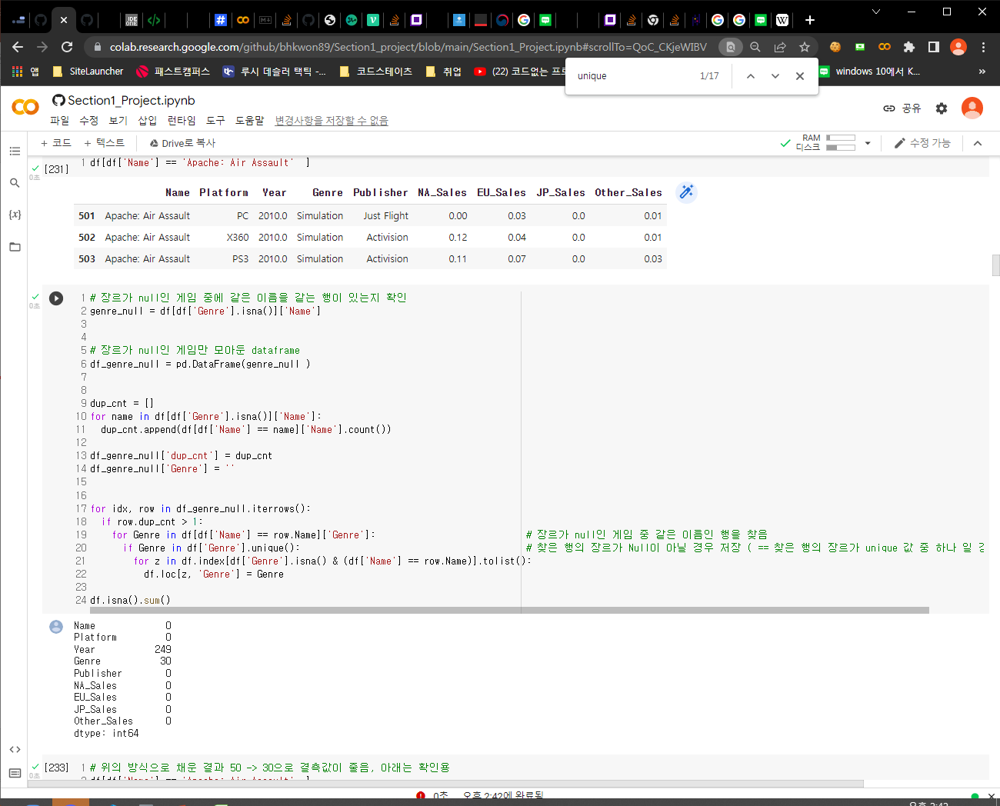 colab.research.google.com/github/bhkwon89/Section1_project/blob/main/Section1_Project.ipynb#scrollTo=QoC_CKjeWIBV
앱 SiteLauncher 패스트캠퍼스 루시 데슬러 택틱 -... 코드스테이츠 취업 (22) 코드없는 프로 windows 10에서 K... »
unique 1/17
Section1_Project.ipynb
파일 수정 보기 삽입 런타임 도구 도움말 변경사항을 저장할 수 없음
공유
+ 코드 + 텍스트 Drive로 복사
RAM
디스크
수정 가능
[231] 1 df[df['Name'] == 'Apache: Air Assault' ]
0초
Name Platform Year Genre Publisher NA_Sales EU_Sales JP_Sales Other_Sales
501 Apache: Air Assault PC 2010.0 Simulation Just Flight 0.00 0.03 0.0 0.01
502 Apache: Air Assault X360 2010.0 Simulation Activision 0.12 0.04 0.0 0.01
503 Apache: Air Assault PS3 2010.0 Simulation Activision 0.11 0.07 0.0 0.03
0초
1 # 장르가 null인 게임 중에 같은 이름을 같는 행이 있는지 확인
2 genre_null = df[df['Genre'].isna()]['Name']
3
4
5 # 장르가 null인 게임만 모아둔 dataframe
6 df_genre_null = pd.DataFrame(genre_null )
7
8
9 dup_cnt = []
10 for name in df[df['Genre'].isna()]['Name']:
11 dup_cnt.append(df[df['Name'] == name]['Name'].count())
12
13 df_genre_null['dup_cnt'] = dup_cnt
14 df_genre_null['Genre'] = ''
15
16
17 for idx, row in df_genre_null.iterrows():
18 if row.dup_cnt > 1:
19 for Genre in df[df['Name'] == row.Name]['Genre']: # 장르가 null인 게임 중 같은 이름인 행을 찾음
20 if Genre in df['Genre'].unique(): # 찾은 행의 장르가 Null이 아닐 경우 저장 ( == 찾은 행의 장르가 unique 값 중 하나 일 경
21 for z in df.index[df['Genre'].isna() & (df['Name'] == row.Name)].tolist():
22 df.loc[z, 'Genre'] = Genre
23
24 df.isna().sum()
Name 0
Platform 0
Year 249
Genre 30
Publisher 0
NA_Sales 0
EU_Sales 0
JP_Sales 0
Other_Sales 0
dtype: int64
[233] 1 # 위의 방식으로 채운 결과 50 -> 30으로 결측값이 줄음, 아래는 확인용
0초
2 df[df['Name'] == 'Apache: Air Assault' ]
0초 오후 2:42에 완료됨
오후 2:42